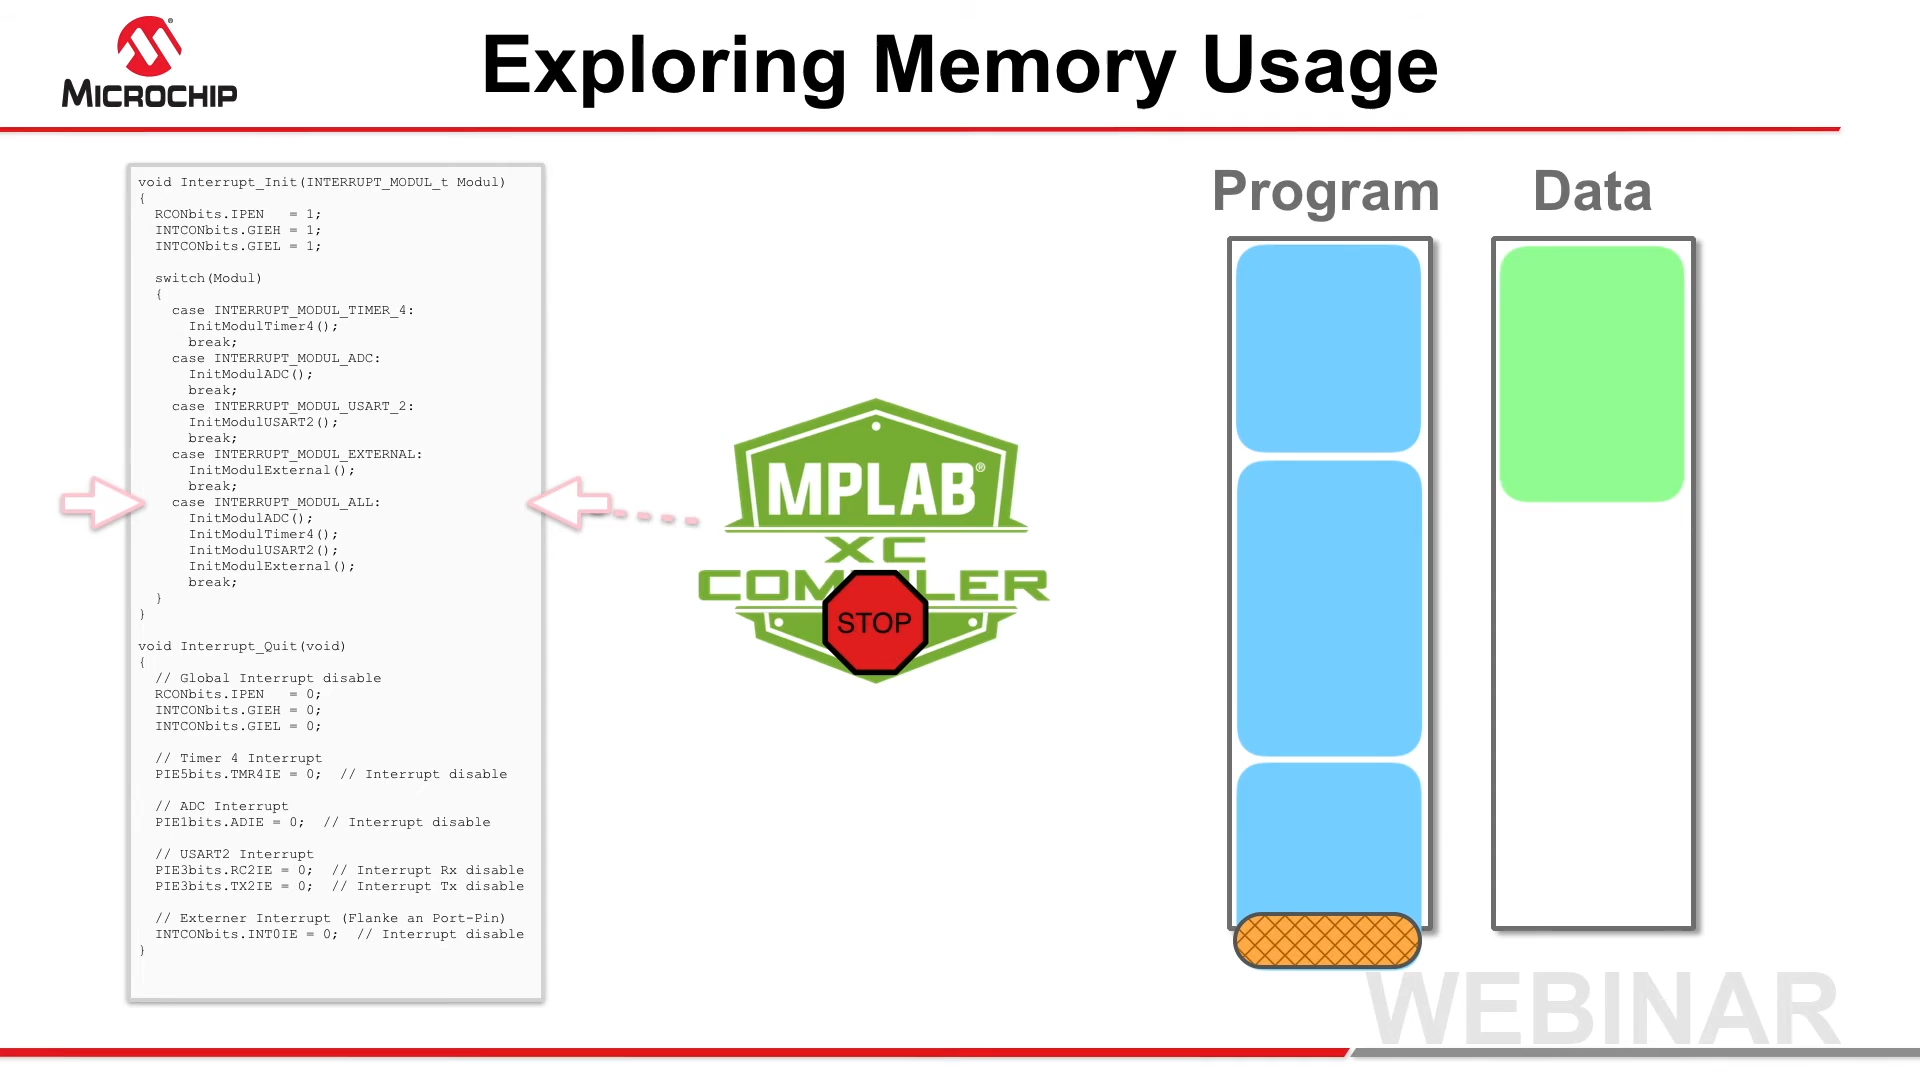 MICROCHIP
Exploring Memory Usage
void Interrupt_Init(INTERRUPT_MODUL_t Modul)
{
  RCONbits.IPEN   = 1;
  INTCONbits.GIEH = 1;
  INTCONbits.GIEL = 1;

  switch(Modul)
  {
    case INTERRUPT_MODUL_TIMER_4:
      InitModulTimer4();
      break;
    case INTERRUPT_MODUL_ADC:
      InitModulADC();
      break;
    case INTERRUPT_MODUL_USART_2:
      InitModulUSART2();
      break;
    case INTERRUPT_MODUL_EXTERNAL:
      InitModulExternal();
      break;
    case INTERRUPT_MODUL_ALL:
      InitModulADC();
      InitModulTimer4();
      InitModulUSART2();
      InitModulExternal();
      break;
  }
}

void Interrupt_Quit(void)
{
  // Global Interrupt disable
  RCONbits.IPEN   = 0;
  INTCONbits.GIEH = 0;
  INTCONbits.GIEL = 0;

  // Timer 4 Interrupt
  PIE5bits.TMR4IE = 0;  // Interrupt disable

  // ADC Interrupt
  PIE1bits.ADIE = 0;  // Interrupt disable

  // USART2 Interrupt
  PIE3bits.RC2IE = 0;  // Interrupt Rx disable
  PIE3bits.TX2IE = 0;  // Interrupt Tx disable

  // Externer Interrupt (Flanke an Port-Pin)
  INTCONbits.INT0IE = 0;  // Interrupt disable
}
MPLAB®
XC
COMPILER
STOP
Program
Data
WEBINAR